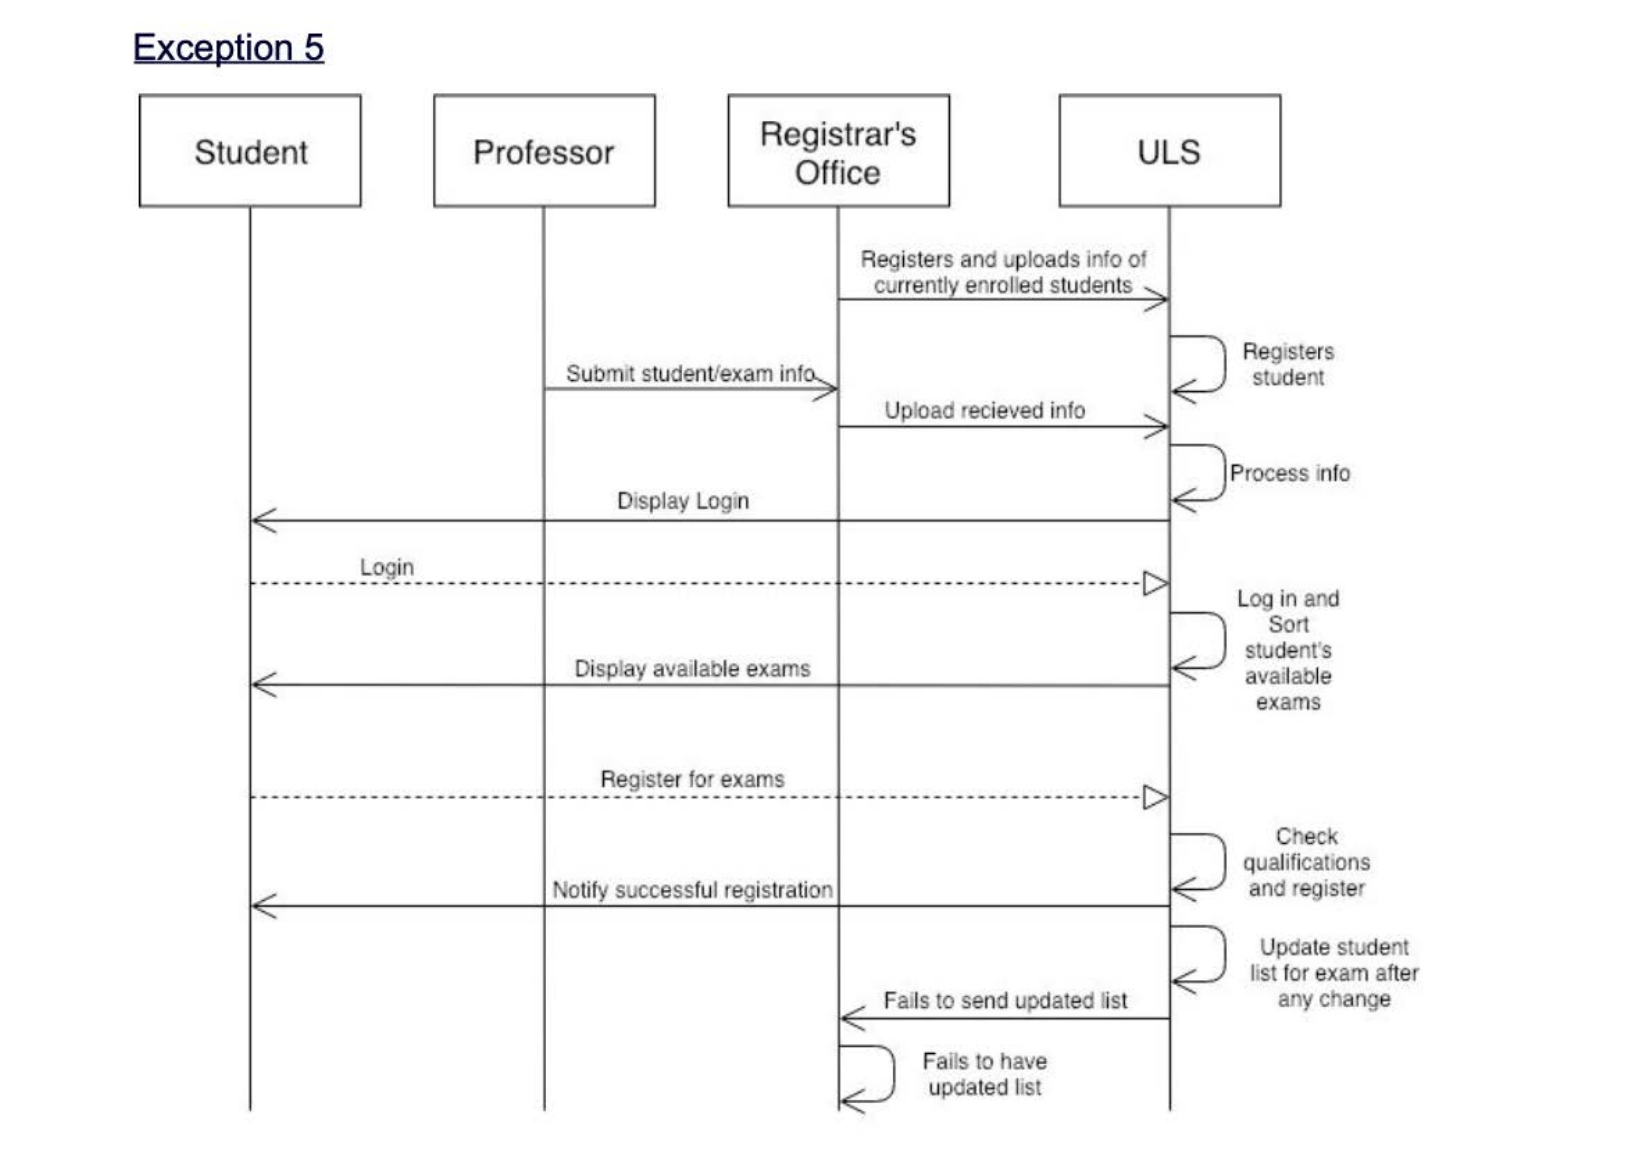 Exception 5
Student
Professor
Registrar's
Office
ULS
Registers and uploads info of
currently enrolled students
Registers
student
Submit student/exam info
Upload recieved info
Process info
Display Login
Login
Log in and
Sort
student's
available
exams
Display available exams
Register for exams
Check
qualifications
and register
Notify successful registration
Update student
list for exam after
any change
Fails to send updated list
Fails to have
updated list